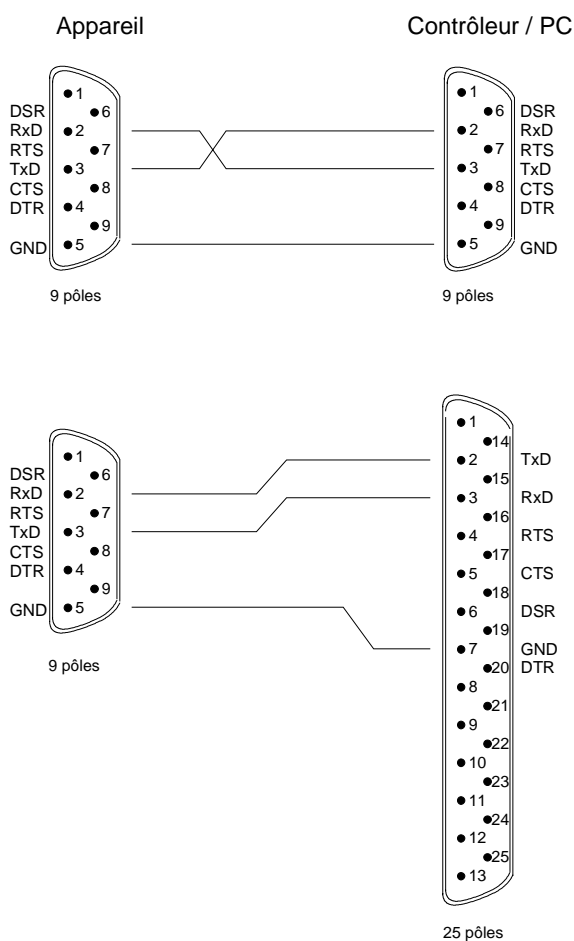 Appareil Contrôleur / PC
1 1
DSR 6 6 DSR
RxD 2 2 RxD
RTS 7 7 RTS
TxD 3 3 TxD
CTS 8 8 CTS
DTR 4 4 DTR
9 9
GND 5 5 GND
9 pôles 9 pôles
1
14
1 2 TxD
DSR 6 15
RxD 2 3 RxD
RTS 7 16
TxD 3 4 RTS
CTS 8 17
DTR 4 5 CTS
9 18
GND 5 6 DSR
19
7 GND
9 pôles 20 DTR
8
21
9
22
10
23
11
24
12
25
13
25 pôles